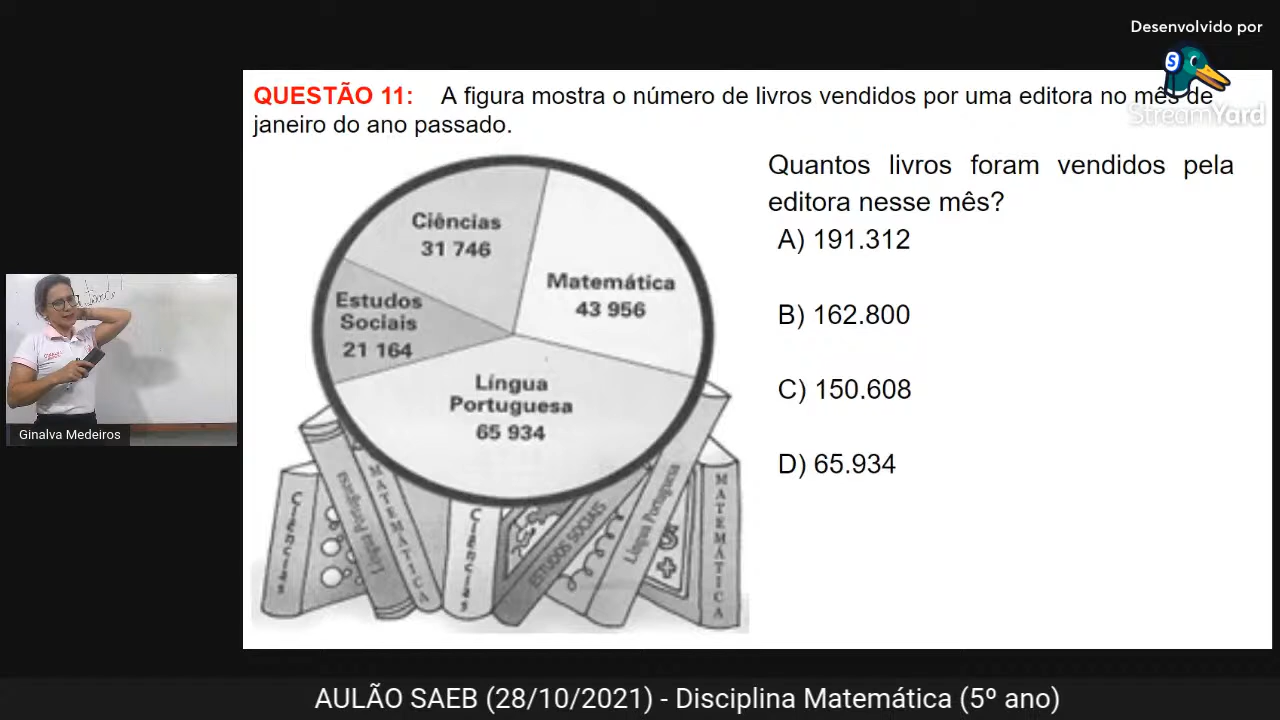 Desenvolvido por
StreamYard
QUESTÃO 11: A figura mostra o número de livros vendidos por uma editora no mês de
janeiro do ano passado.
Quantos livros foram vendidos pela
editora nesse mês?
A) 191.312
B) 162.800
C) 150.608
D) 65.934
Ciências
31 746
Matemática
43 956
Estudos
Sociais
21 164
Língua
Portuguesa
65 934
Ciências
Língua Portuguesa
MATEMÁTICA
Ciências
ESTUDOS SOCIAIS
Língua Portuguesa
MATEMÁTICA
Ginalva Medeiros
AULÃO SAEB (28/10/2021) - Disciplina Matemática (5º ano)